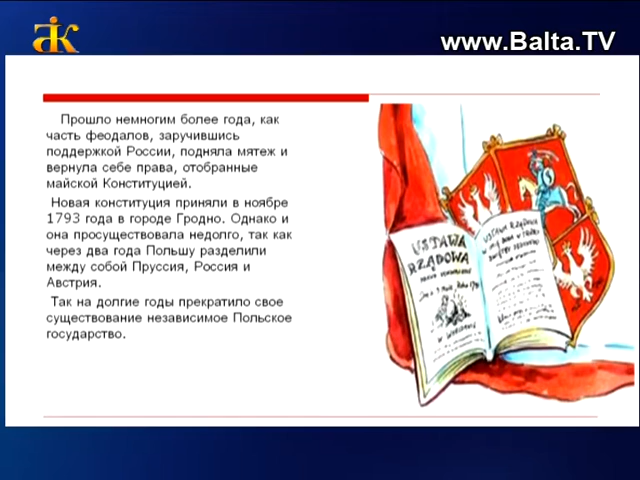 www.Balta.TV
Прошло немногим более года, как
часть феодалов, заручившись
поддержкой России, подняла мятеж и
вернула себе права, отобранные
майской Конституцией.
Новая конституция приняли в ноябре
1793 года в городе Гродно. Однако и
она просуществовала недолго, так как
через два года Польшу разделили
между собой Пруссия, Россия и
Австрия.
Так на долгие годы прекратило свое
существование независимое Польское
государство.
USTAWA
RZĄDOWA
USTAWA RZĄDOWA